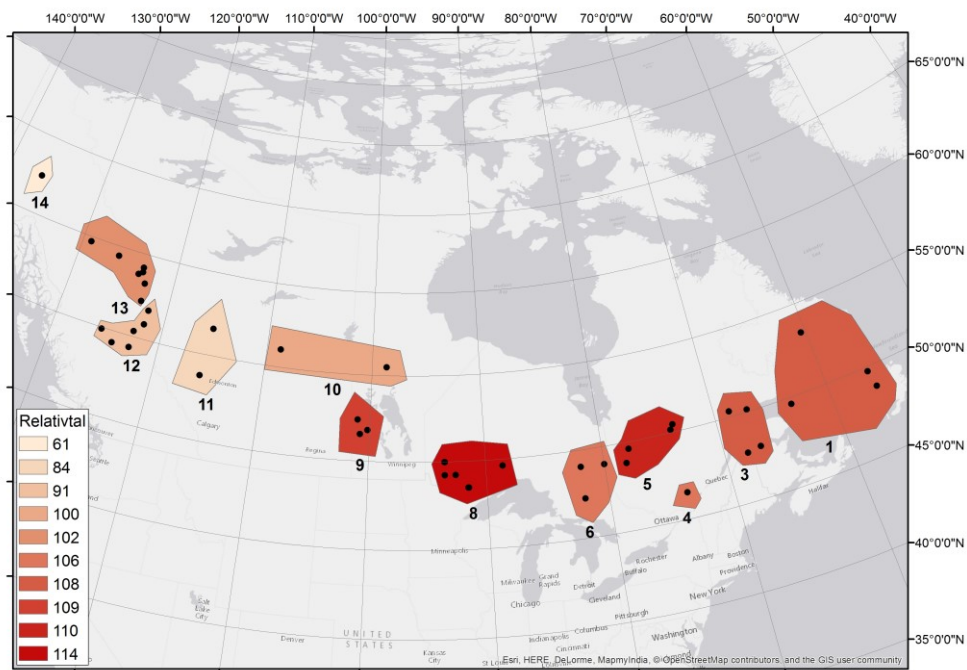 140°0'0"W 130°0'0"W 120°0'0"W 110°0'0"W 100°0'0"W 90°0'0"W 80°0'0"W 70°0'0"W 60°0'0"W 50°0'0"W 40°0'0"W
65°0'0"N
60°0'0"N
55°0'0"N
50°0'0"N
45°0'0"N
40°0'0"N
35°0'0"N
14
13
12
11
10
9
8
6
5
4
3
1
Edmonton
Calgary
Regina
Winnipeg
Seattle
Quebec
Halifax
Ottawa
Minneapolis
Milwaukee
Grand
Rapids
Detroit
Chicago
Rochester
Buffalo
Albany
Boston
Providence
Cleveland
New York
Pittsburgh
Columbus
Indianapolis
Cincinnati
Washington
Salt
Lake
City
Denver
UNITED
STATES
Kansas
City
St Louis
Relativtal
61
84
91
100
102
106
108
109
110
114
Esri, HERE, DeLorme, MapmyIndia, © OpenStreetMap contributors, and the GIS user community